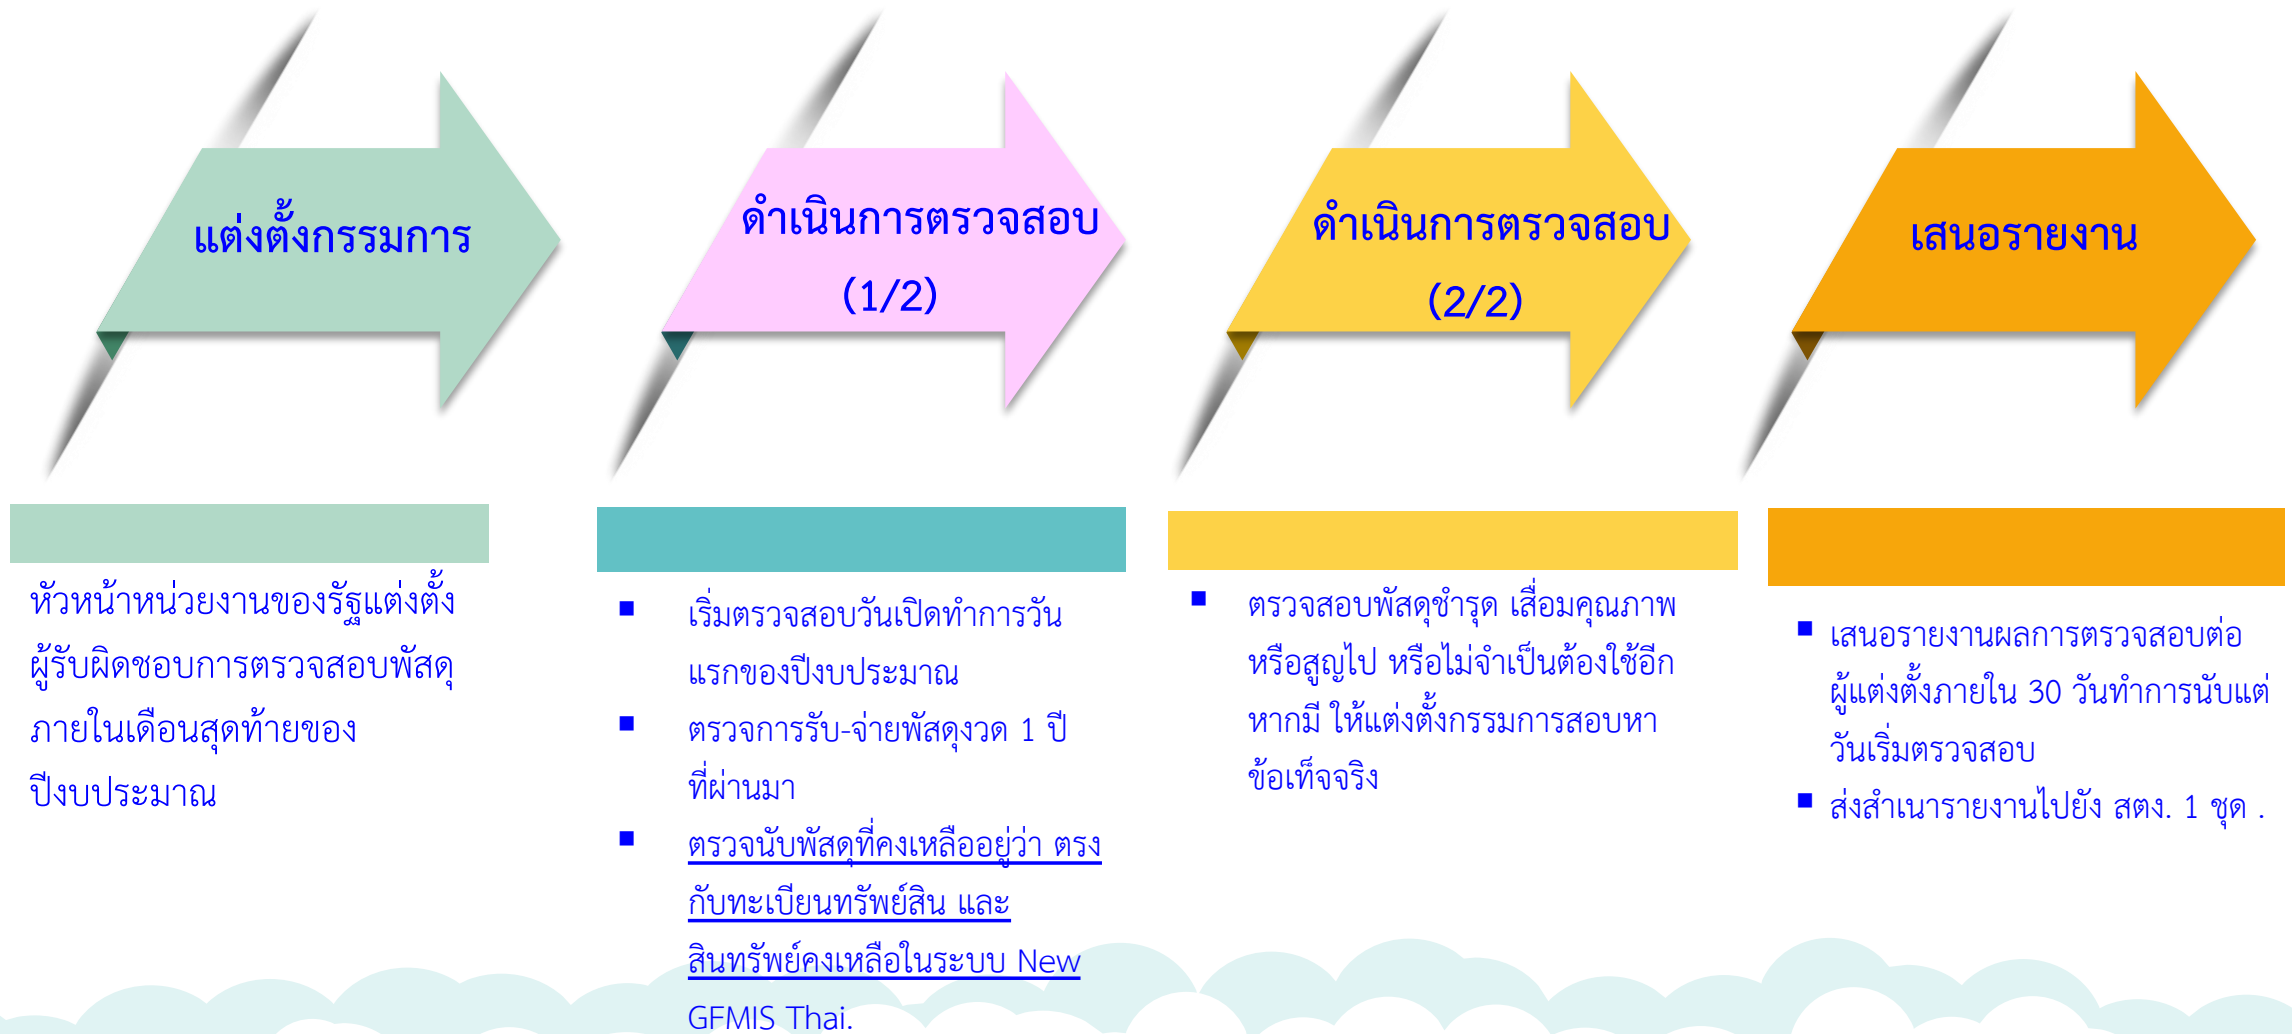 แต่งตั้งกรรมการ
ดำเนินการตรวจสอบ
(1/2)
ดำเนินการตรวจสอบ
(2/2)
เสนอรายงาน
หัวหน้าหน่วยงานของรัฐแต่งตั้ง
ผู้รับผิดชอบการตรวจสอบพัสดุ
ภายในเดือนสุดท้ายของ
ปีงบประมาณ
▪ เริ่มตรวจสอบวันเปิดทำการวัน
แรกของปีงบประมาณ
▪ ตรวจการรับ-จ่ายพัสดุงวด 1 ปี
ที่ผ่านมา
▪ ตรวจนับพัสดุที่คงเหลืออยู่ว่า ตรง
กับทะเบียนทรัพย์สิน และ
สินทรัพย์คงเหลือในระบบ New
GFMIS Thai.
▪ ตรวจสอบพัสดุชำรุด เสื่อมคุณภาพ
หรือสูญไป หรือไม่จำเป็นต้องใช้อีก
หากมี ให้แต่งตั้งกรรมการสอบหา
ข้อเท็จจริง
▪ เสนอรายงานผลการตรวจสอบต่อ
ผู้แต่งตั้งภายใน 30 วันทำการนับแต่
วันเริ่มตรวจสอบ
▪ ส่งสำเนารายงานไปยัง สตง. 1 ชุด .